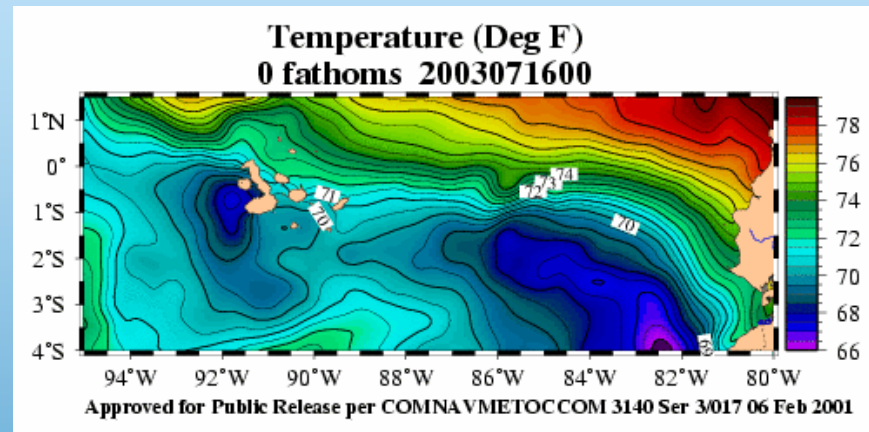 Temperature (Deg F)
0 fathoms 2003071600
1°N
0°
1°S
2°S
3°S
4°S
71
70
72
73
74
70
69
78
76
74
72
70
68
66
94°W 92°W 90°W 88°W 86°W 84°W 82°W 80°W
Approved for Public Release per COMNAVMETOCCOM 3140 Ser 3/017 06 Feb 2001